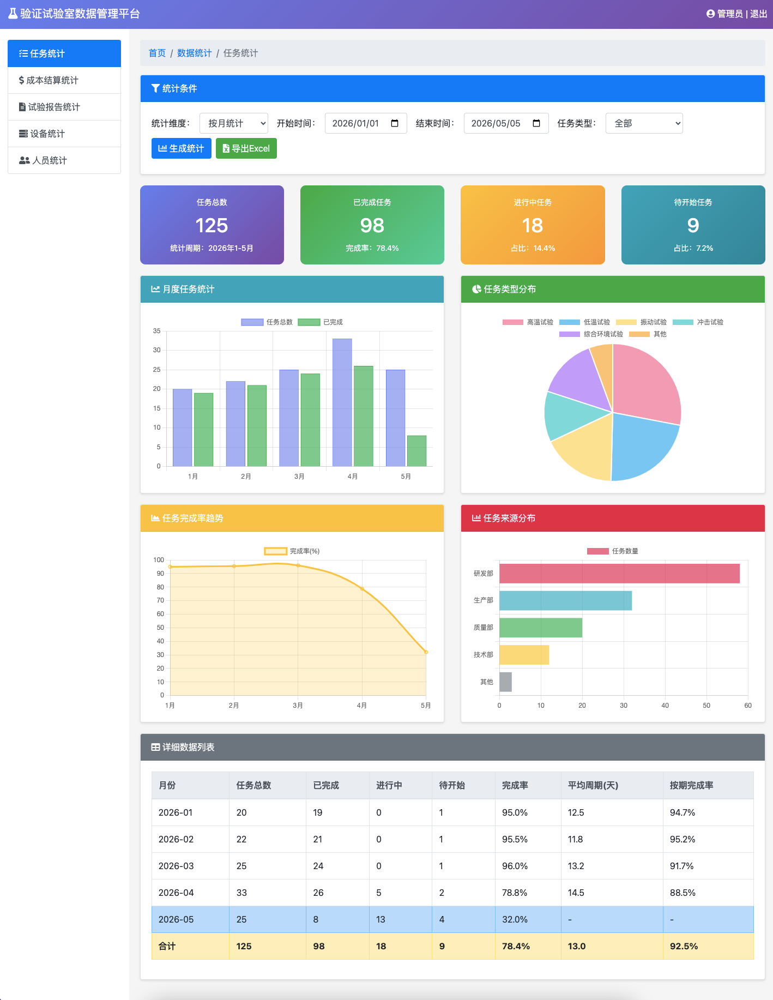 验证试验室数据管理平台
管理员 | 退出
任务统计
成本结算统计
试验报告统计
设备统计
人员统计
首页 / 数据统计 / 任务统计
统计条件
统计维度： 按月统计 开始时间： 2026/01/01 结束时间： 2026/05/05 任务类型： 全部
生成统计 导出Excel
任务总数
125
统计周期：2026年1-5月
已完成任务
98
完成率：78.4%
进行中任务
18
占比：14.4%
待开始任务
9
占比：7.2%
月度任务统计
任务总数 已完成
35
30
25
20
15
10
5
0
1月 2月 3月 4月 5月
任务类型分布
高温试验 低温试验 振动试验 冲击试验
综合环境试验 其他
任务完成率趋势
完成率(%)
100
90
80
70
60
50
40
30
20
10
0
1月 2月 3月 4月 5月
任务来源分布
任务数量
研发部
生产部
质量部
技术部
其他
0 10 20 30 40 50 60
详细数据列表
月份 任务总数 已完成 进行中 待开始 完成率 平均周期(天) 按期完成率
2026-01 20 19 0 1 95.0% 12.5 94.7%
2026-02 22 21 0 1 95.5% 11.8 95.2%
2026-03 25 24 0 1 96.0% 13.2 91.7%
2026-04 33 26 5 2 78.8% 14.5 88.5%
2026-05 25 8 13 4 32.0% - -
合计 125 98 18 9 78.4% 13.0 92.5%